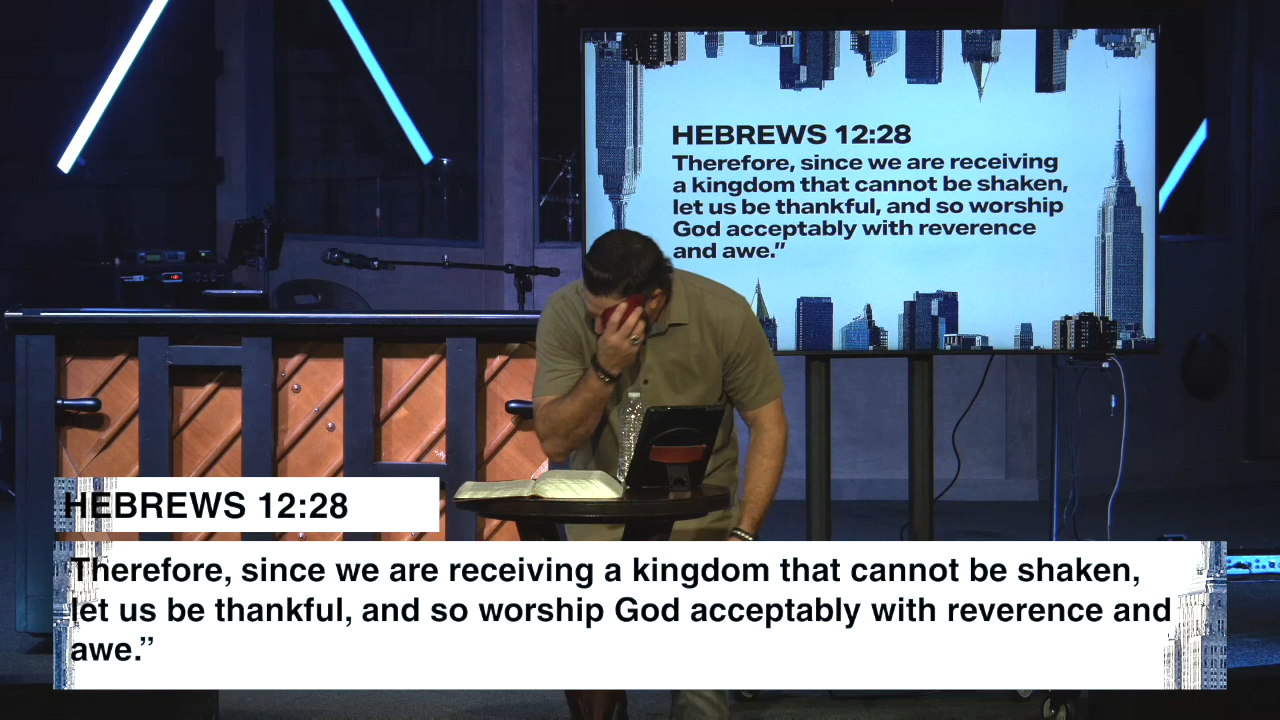 HEBREWS 12:28
Therefore, since we are receiving
a kingdom that cannot be shaken,
let us be thankful, and so worship
God acceptably with reverence
and awe.”
HEBREWS 12:28
Therefore, since we are receiving a kingdom that cannot be shaken,
let us be thankful, and so worship God acceptably with reverence and
awe.”